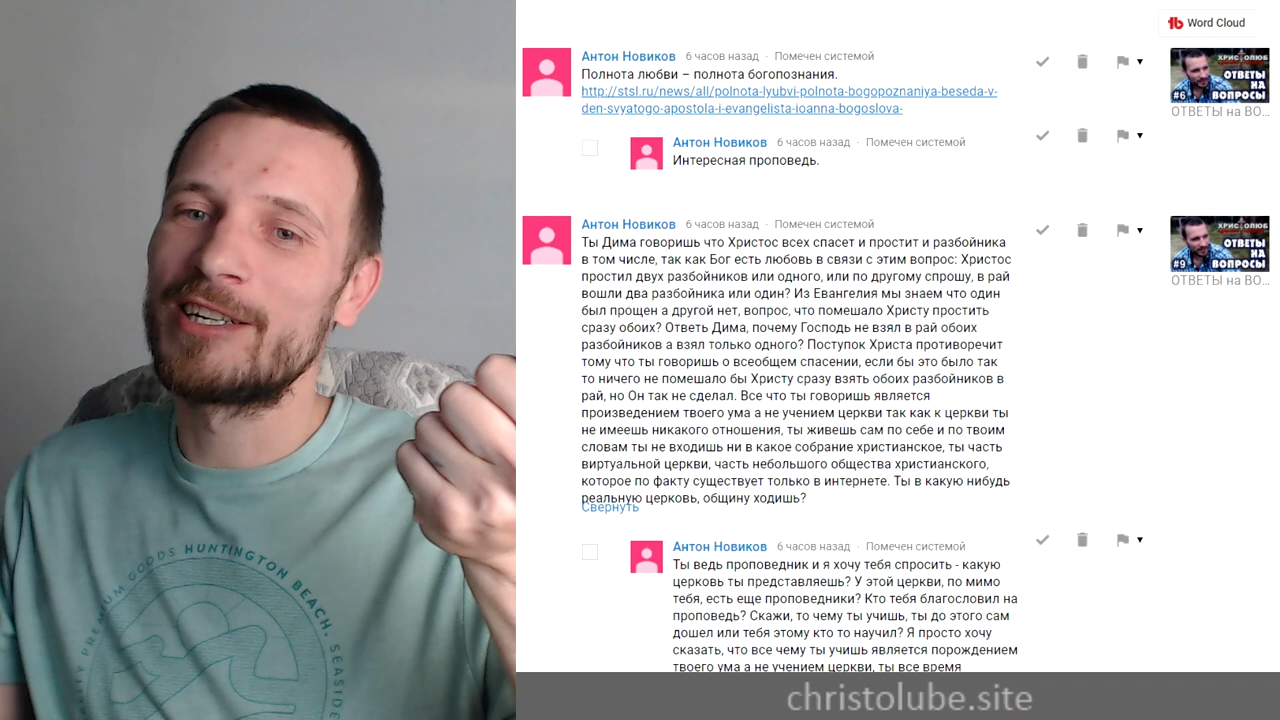 Word Cloud
Антон Новиков 6 часов назад · Помечен системой
Полнота любви – полнота богопознания.
http://stsl.ru/news/all/polnota-lyubvi-polnota-bogopoznaniya-beseda-v-
den-svyatogo-apostola-i-evangelista-ioanna-bogoslova-
ХРИСТОЛЮБ
ОТВЕТЫ
НА
ВОПРОСЫ
#6
ОТВЕТЫ на ВО...
Антон Новиков 6 часов назад · Помечен системой
Интересная проповедь.
Антон Новиков 6 часов назад · Помечен системой
Ты Дима говоришь что Христос всех спасет и простит и разбойника
в том числе, так как Бог есть любовь в связи с этим вопрос: Христос
простил двух разбойников или одного, или по другому спрошу, в рай
вошли два разбойника или один? Из Евангелия мы знаем что один
был прощен а другой нет, вопрос, что помешало Христу простить
сразу обоих? Ответь Дима, почему Господь не взял в рай обоих
разбойников а взял только одного? Поступок Христа противоречит
тому что ты говоришь о всеобщем спасении, если бы это было так
то ничего не помешало бы Христу сразу взять обоих разбойников в
рай, но Он так не сделал. Все что ты говоришь является
произведением твоего ума а не учением церкви так как к церкви ты
не имеешь никакого отношения, ты живешь сам по себе и по твоим
словам ты не входишь ни в какое собрание христианское, ты часть
виртуальной церкви, часть небольшого общества христианского,
которое по факту существует только в интернете. Ты в какую нибудь
реальную церковь, общину ходишь?
Свернуть
ХРИСТОЛЮБ
ОТВЕТЫ
НА
ВОПРОСЫ
#9
ОТВЕТЫ на ВО...
Антон Новиков 6 часов назад · Помечен системой
Ты ведь проповедник и я хочу тебя спросить - какую
церковь ты представляешь? У этой церкви, по мимо
тебя, есть еще проповедники? Кто тебя благословил на
проповедь? Скажи, то чему ты учишь, ты до этого сам
дошел или тебя этому кто то научил? Я просто хочу
сказать, что все чему ты учишь является порождением
твоего ума а не учением церкви, ты все время
PREMIUM GOODS HUNTINGTON BEACH, SEASIDE
christolube.site